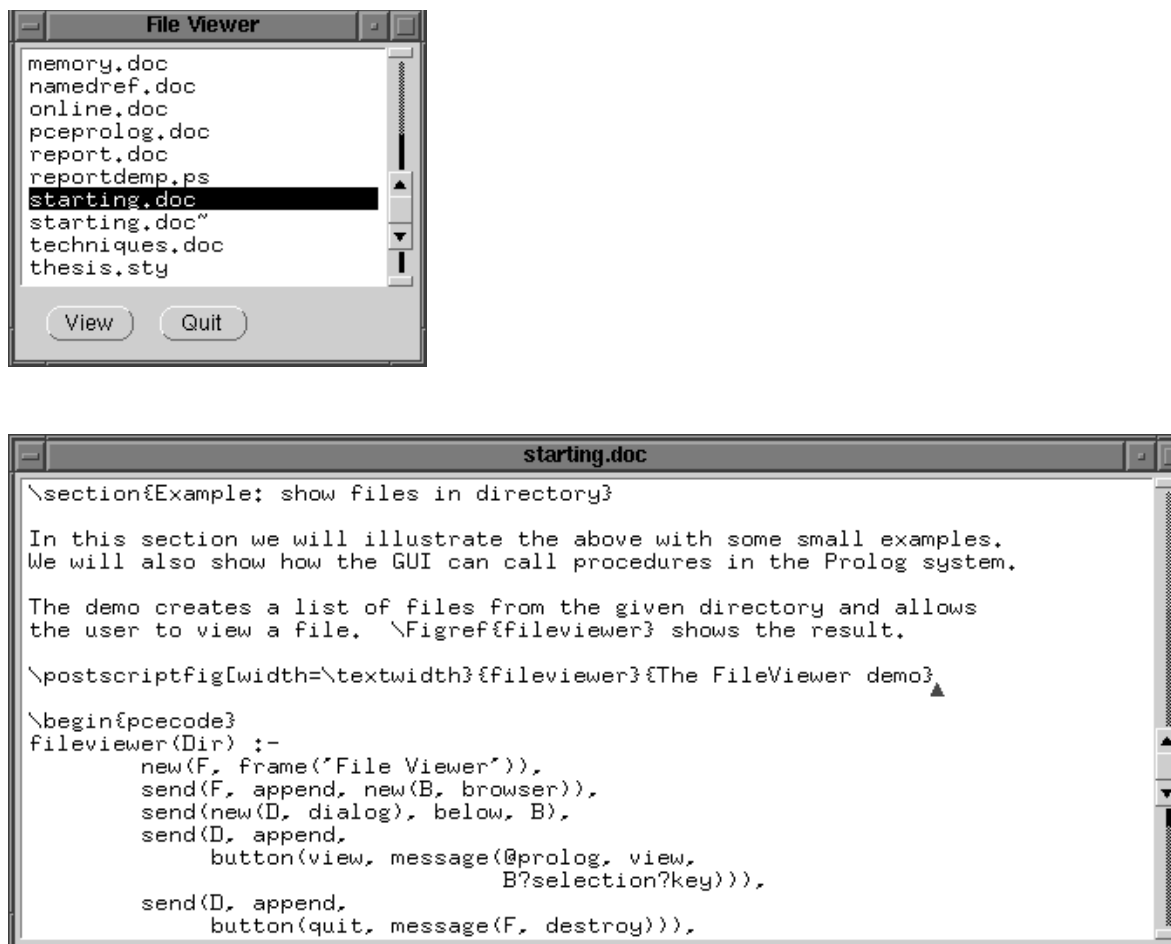 File Viewer
memory.doc
namedref.doc
online.doc
pceprolog.doc
report.doc
reportdemp.ps
starting.doc
starting.doc~
techniques.doc
thesis.sty
View Quit
starting.doc
\section{Example: show files in directory}
In this section we will illustrate the above with some small examples.
We will also show how the GUI can call procedures in the Prolog system.
The demo creates a list of files from the given directory and allows
the user to view a file.  \Figref{fileviewer} shows the result.
\postscriptfig[width=\textwidth]{fileviewer}{The FileViewer demo}
\begin{pcecode}
fileviewer(Dir) :-
        new(F, frame('File Viewer')),
        send(F, append, new(B, browser)),
        send(new(D, dialog), below, B),
        send(D, append,
             button(view, message(@prolog, view,
                                  B?selection?key))),
        send(D, append,
             button(quit, message(F, destroy))),